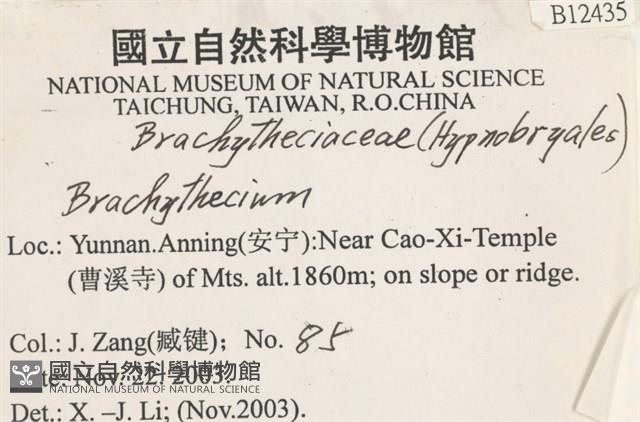 B12435
國立自然科學博物館
NATIONAL MUSEUM OF NATURAL SCIENCE
TAICHUNG, TAIWAN, R.O.CHINA
Brachytheciaceae (Hypnobryales)
Brachythecium
Loc.: Yunnan.Anning(安宁):Near Cao-Xi-Temple
(曹溪寺) of Mts. alt.1860m; on slope or ridge.
Col.: J. Zang(臧键); No. 85
Nov. 22. 2003.
國立自然科學博物館
NATIONAL MUSEUM OF NATURAL SCIENCE
Det.: X. –J. Li; (Nov.2003).